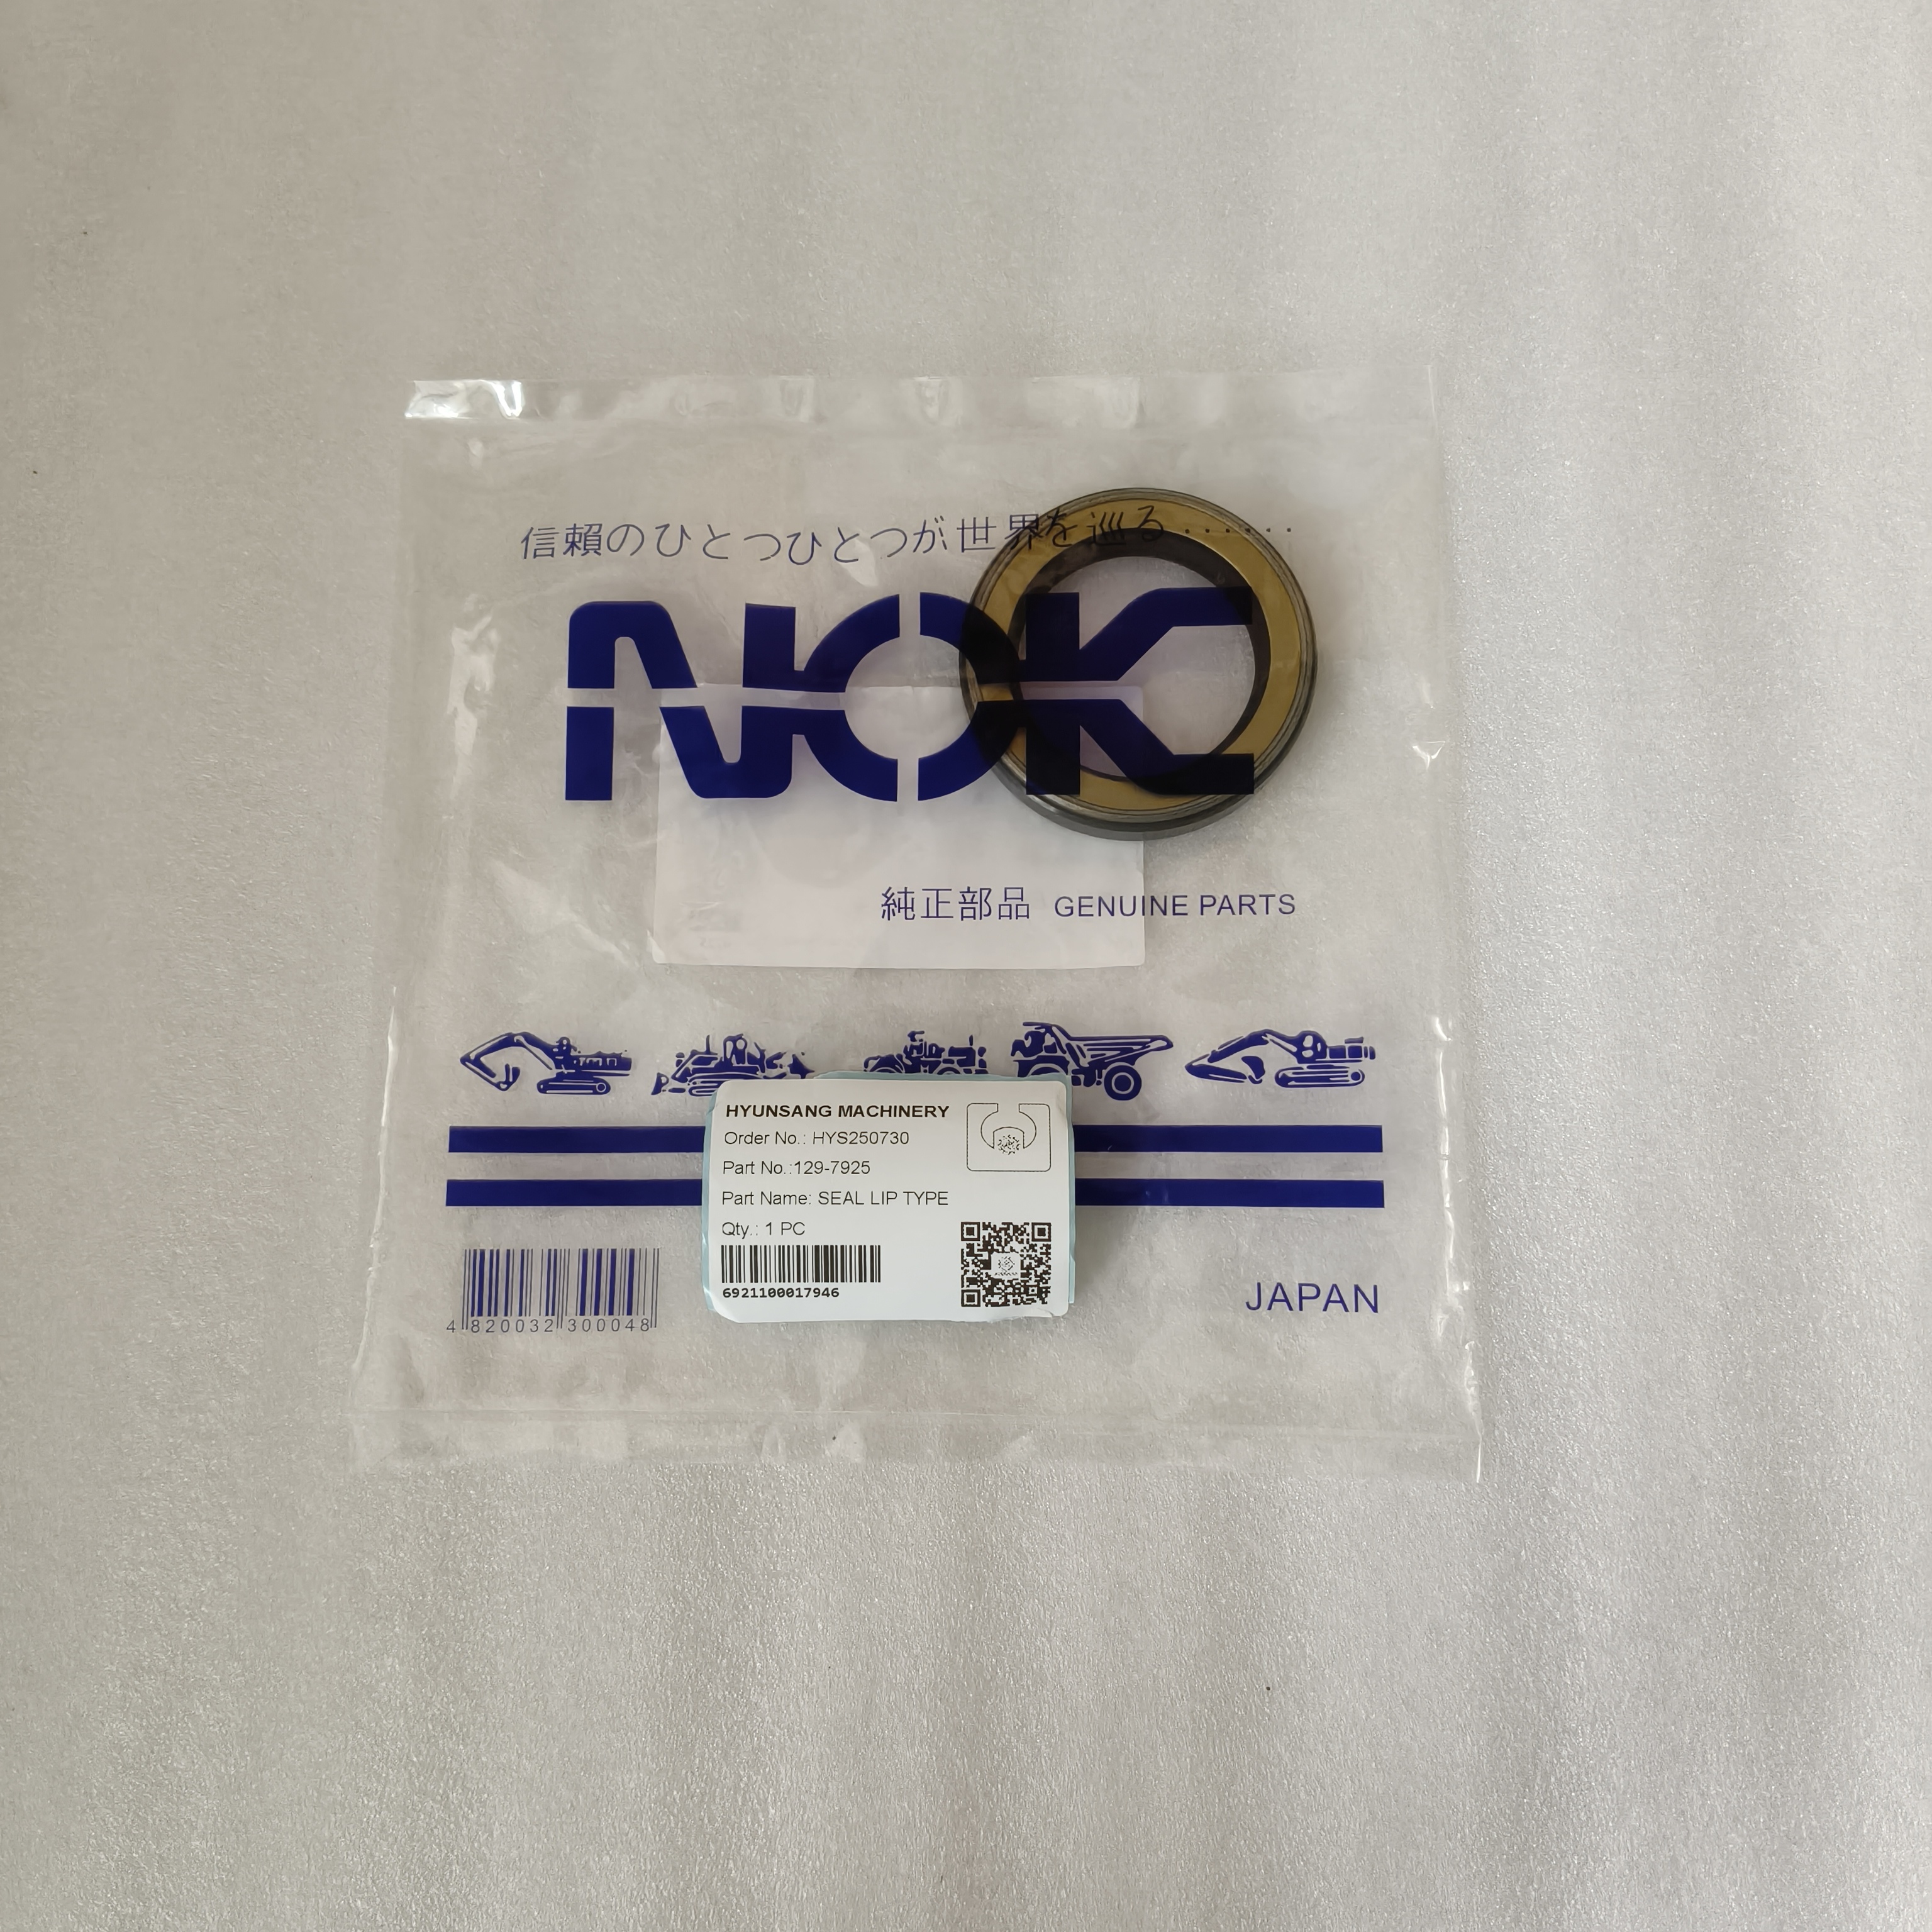 信頼のひとつひとつが世界を巡る······
NOK
純正部品 GENUINE PARTS
HYUNSANG MACHINERY
Order No.: HYS250730
Part No.:129-7925
Part Name: SEAL LIP TYPE
Qty.: 1 PC
6921100017946
4 820032 300048
JAPAN